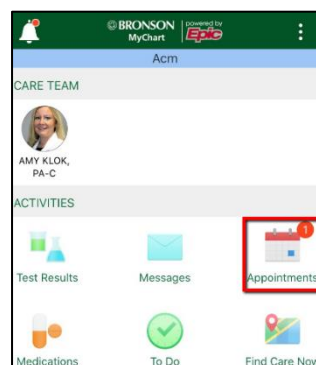 BRONSON powered by
MyChart Epic
Acm
CARE TEAM
AMY KLOK,
PA-C
ACTIVITIES
1
Test Results Messages Appointments
Medications To Do Find Care Now